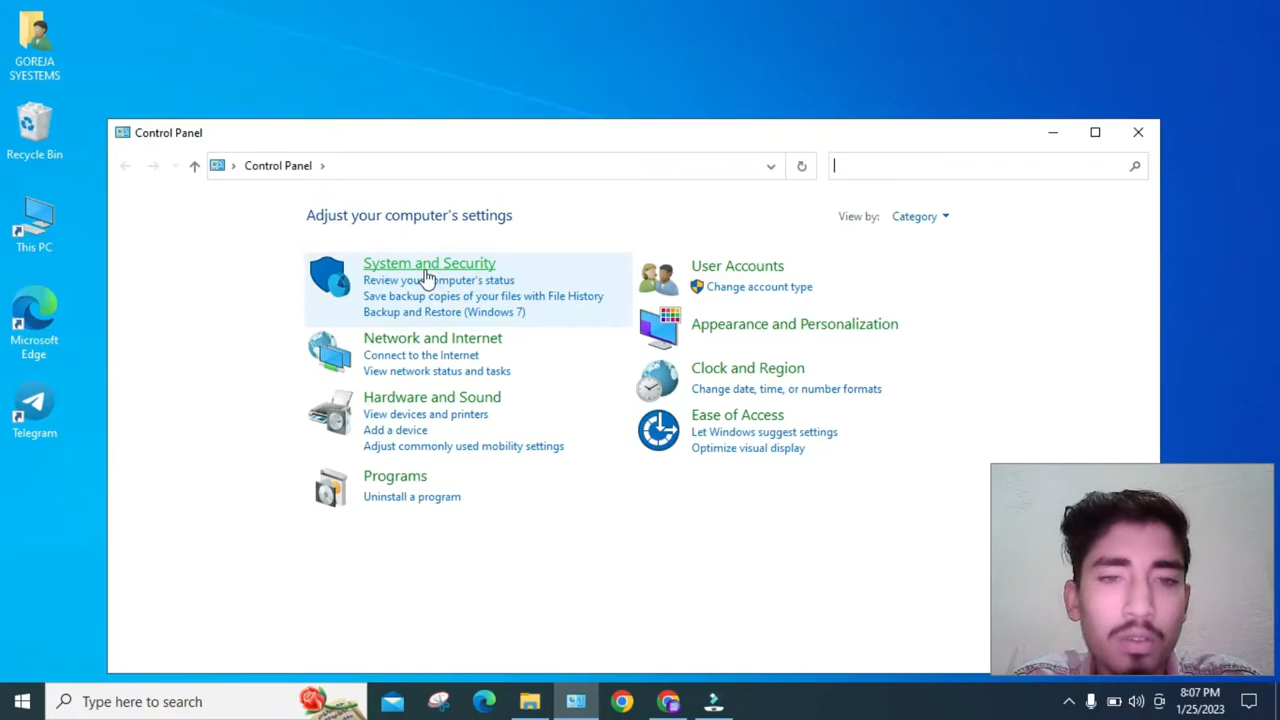 GOREJA
SYESTEMS
Recycle Bin
This PC
Microsoft
Edge
Telegram
Control Panel
Control Panel
Adjust your computer's settings
View by: Category
System and Security
Review your computer's status
Save backup copies of your files with File History
Backup and Restore (Windows 7)
Network and Internet
Connect to the Internet
View network status and tasks
Hardware and Sound
View devices and printers
Add a device
Adjust commonly used mobility settings
Programs
Uninstall a program
User Accounts
Change account type
Appearance and Personalization
Clock and Region
Change date, time, or number formats
Ease of Access
Let Windows suggest settings
Optimize visual display
Type here to search
8:07 PM
1/25/2023